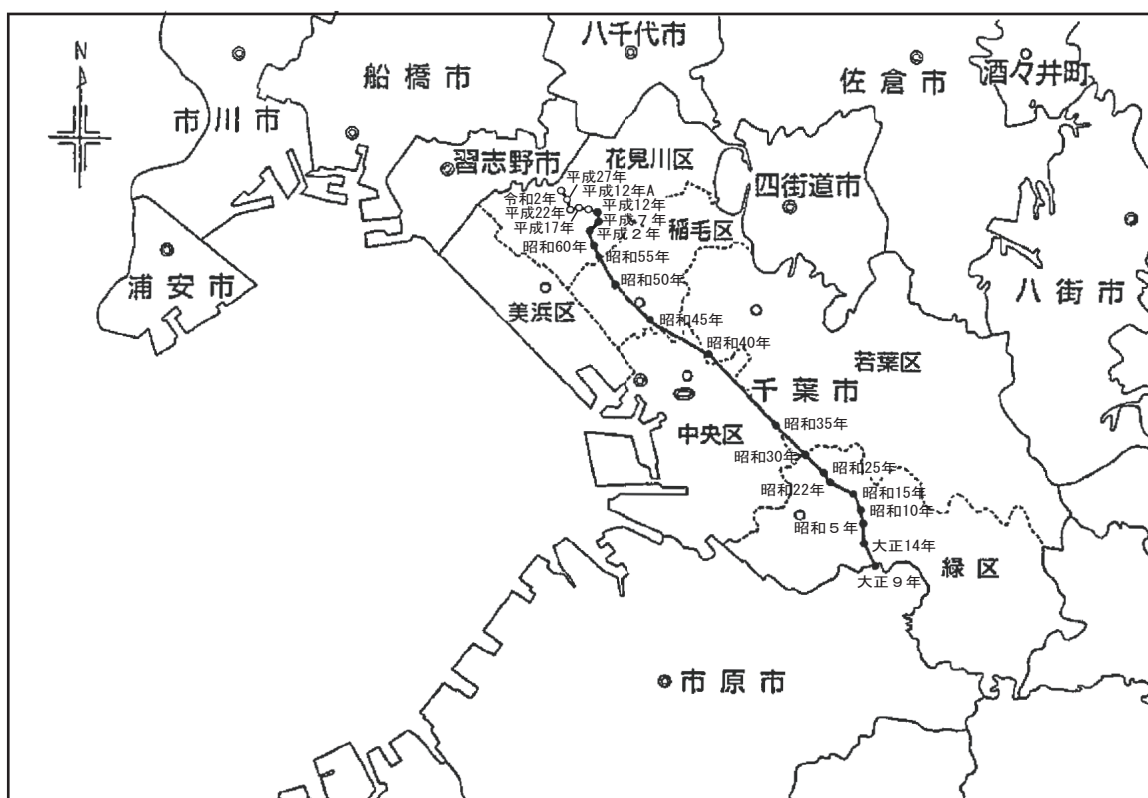 八千代市
酒々井町
佐倉市
船橋市
N
市川市
習志野市
花見川区
平成27年
四街道市
平成12年A
令和2年
平成12年
平成22年
平成7年
稲毛区
平成17年
平成2年
昭和60年
昭和55年
浦安市
昭和50年
八街市
美浜区
昭和45年
昭和40年
若葉区
千葉市
昭和35年
中央区
昭和30年
昭和25年
昭和22年
昭和15年
昭和10年
昭和5年
大正14年
緑区
大正9年
市原市